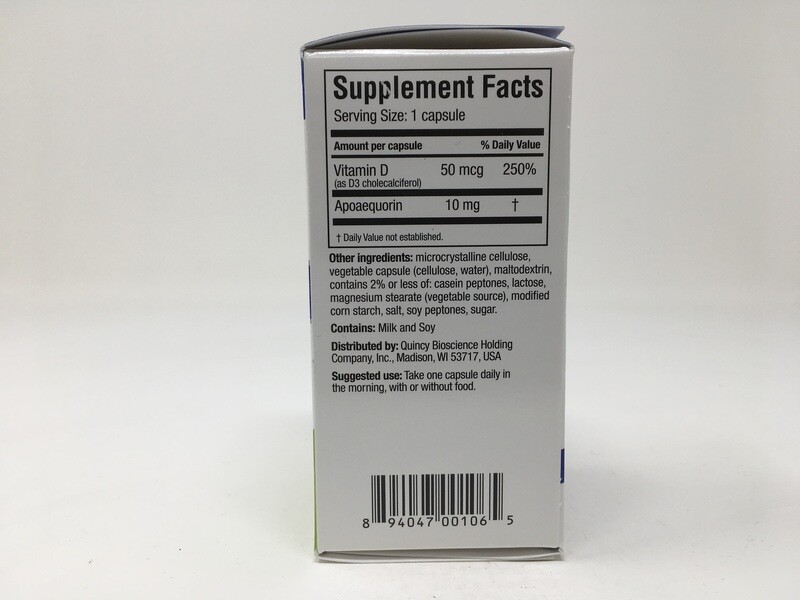 Supplement Facts
Serving Size: 1 capsule
Amount per capsule % Daily Value
Vitamin D 50 mcg 250%
(as D3 cholecalciferol)
Apoaequorin 10 mg †
† Daily Value not established.
Other ingredients: microcrystalline cellulose,
vegetable capsule (cellulose, water), maltodextrin,
contains 2% or less of: casein peptones, lactose,
magnesium stearate (vegetable source), modified
corn starch, salt, soy peptones, sugar.
Contains: Milk and Soy
Distributed by: Quincy Bioscience Holding
Company, Inc., Madison, WI 53717, USA
Suggested use: Take one capsule daily in
the morning, with or without food.
8 94047 00106 5